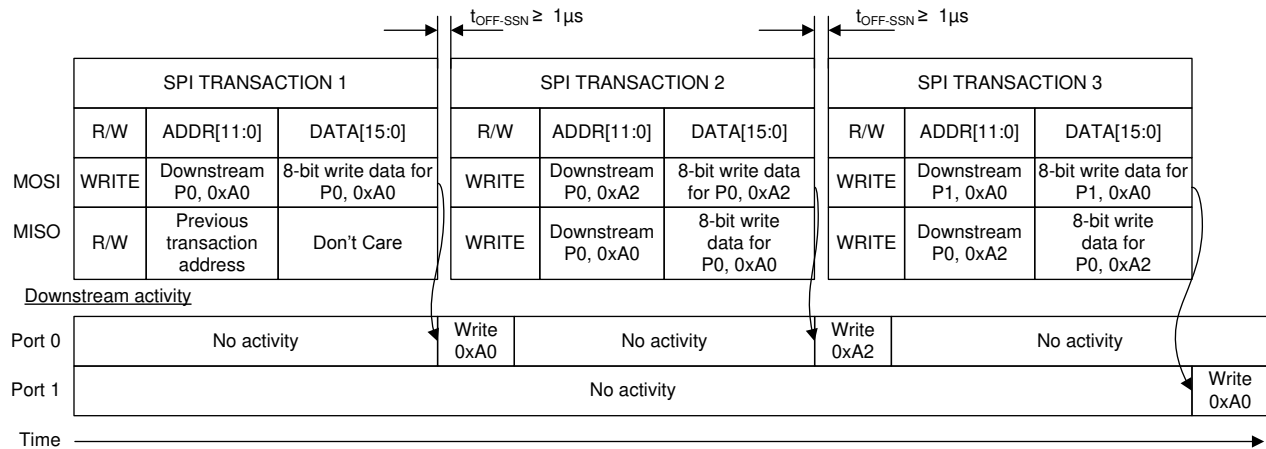 tOFF-SSN ≥ 1µs tOFF-SSN ≥ 1µs
SPI TRANSACTION 1 SPI TRANSACTION 2 SPI TRANSACTION 3
R/W ADDR[11:0] DATA[15:0] R/W ADDR[11:0] DATA[15:0] R/W ADDR[11:0] DATA[15:0]
MOSI
WRITE
Downstream
P0, 0xA0
8-bit write data for
P0, 0xA0
WRITE
Downstream
P0, 0xA2
8-bit write data
for P0, 0xA2
WRITE
Downstream
P1, 0xA0
8-bit write data for
P1, 0xA0
MISO
R/W
Previous
transaction
address
Don't Care
WRITE
Downstream
P0, 0xA0
8-bit write
data for
P0, 0xA0
WRITE
Downstream
P0, 0xA2
8-bit write
data for
P0, 0xA2
Downstream activity
Port 0
No activity
Write
0xA0
No activity
Write
0xA2
No activity
Port 1
No activity
Write
0xA0
Time